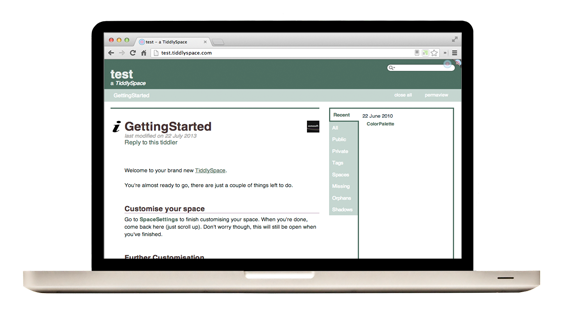 test – a TiddlySpace
test.tiddlyspace.com
test
a TiddlySpace
GettingStarted
close all
permaview
i GettingStarted
last modified on 22 July 2013
Reply to this tiddler
Welcome to your brand new TiddlySpace.
You're almost ready to go, there are just a couple of things left to do.
Customise your space
Go to SpaceSettings to finish customising your space. When you're done,
come back here (just scroll up). Don't worry though, this will still be open when
you've finished.
Further Customisation
Recent
All
Public
Private
Tags
Spaces
Missing
Orphans
Shadows
22 June 2010
ColorPalette